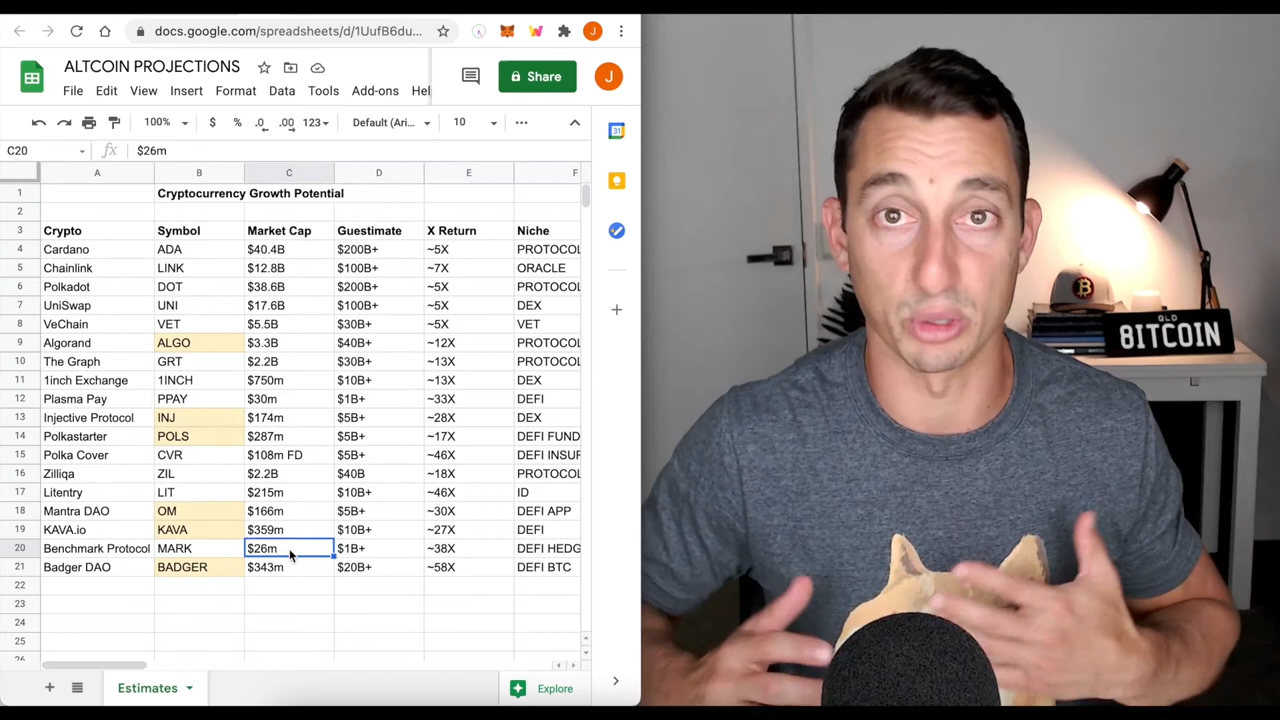 docs.google.com/spreadsheets/d/1UufB6du...
J
ALTCOIN PROJECTIONS
Share
J
File Edit View Insert Format Data Tools Add-ons Hel
100% $ % .0 .00 123 Default (Ari... 10 ...
C20 fx $26m
31
A B C D E F
1 Cryptocurrency Growth Potential
2
3 Crypto Symbol Market Cap Guestimate X Return Niche
4 Cardano ADA $40.4B $200B+ ~5X PROTOCOL
5 Chainlink LINK $12.8B $100B+ ~7X ORACLE
6 Polkadot DOT $38.6B $200B+ ~5X PROTOCOL
7 UniSwap UNI $17.6B $100B+ ~5X DEX
8 VeChain VET $5.5B $30B+ ~5X VET
9 Algorand ALGO $3.3B $40B+ ~12X PROTOCOL
10 The Graph GRT $2.2B $30B+ ~13X PROTOCOL
11 1inch Exchange 1INCH $750m $10B+ ~13X DEX
12 Plasma Pay PPAY $30m $1B+ ~33X DEFI
13 Injective Protocol INJ $174m $5B+ ~28X DEX
14 Polkastarter POLS $287m $5B+ ~17X DEFI FUND
15 Polka Cover CVR $108m FD $5B+ ~46X DEFI INSUF
16 Zilliqa ZIL $2.2B $40B ~18X PROTOCOL
17 Litentry LIT $215m $10B+ ~46X ID
18 Mantra DAO OM $166m $5B+ ~30X DEFI APP
19 KAVA.io KAVA $359m $10B+ ~27X DEFI
20 Benchmark Protocol MARK $26m $1B+ ~38X DEFI HEDG
21 Badger DAO BADGER $343m $20B+ ~58X DEFI BTC
22
23
24
25
26
Estimates
Explore
B
QLD
8ITCOIN